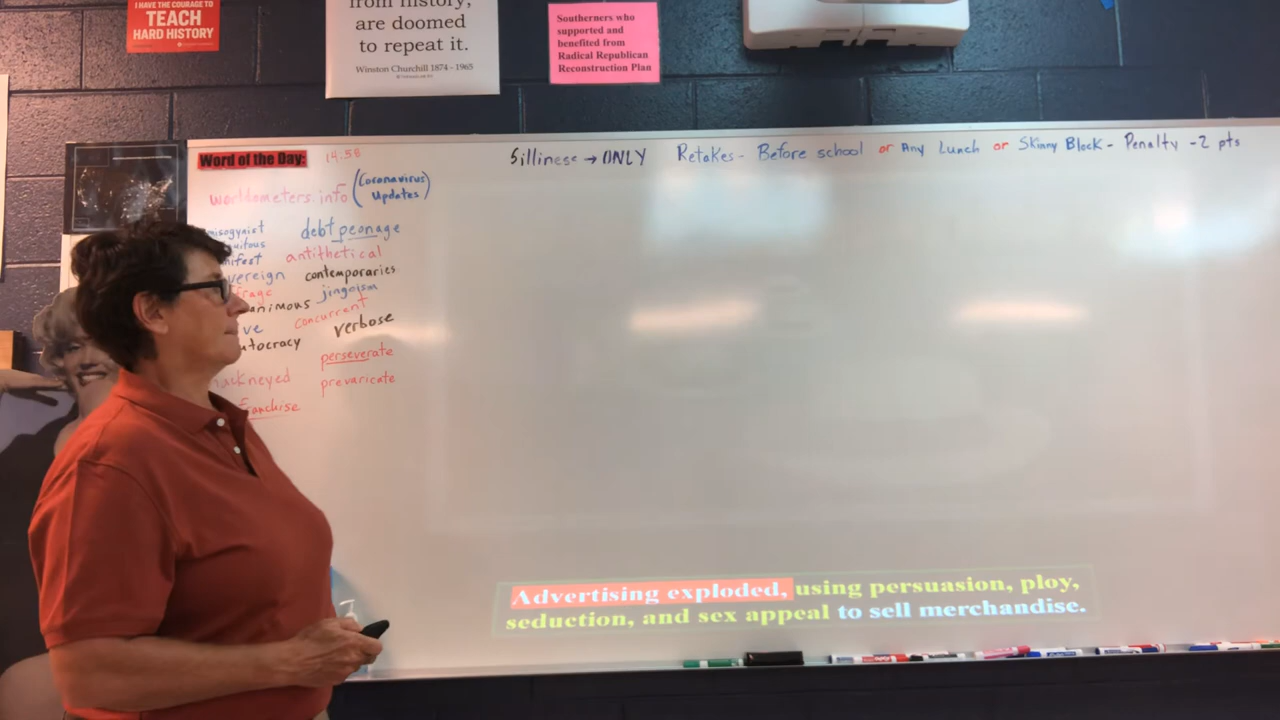 I HAVE THE COURAGE TO
TEACH
HARD HISTORY
from history,
are doomed
to repeat it.
Winston Churchill 1874 - 1965
Southerners who
supported and
benefited from
Radical Republican
Reconstruction Plan
Word of the Day:
14:58
Silliness → ONLY
Retakes - Before school or Any Lunch or Skinny Block - Penalty -2 pts
worldometers.info (Coronavirus
Updates)
misogynist
debt peonage
antithetical
contemporaries
jingoism
concurrent
verbose
perseverate
prevaricate
Advertising exploded, using persuasion, ploy,
seduction, and sex appeal to sell merchandise.